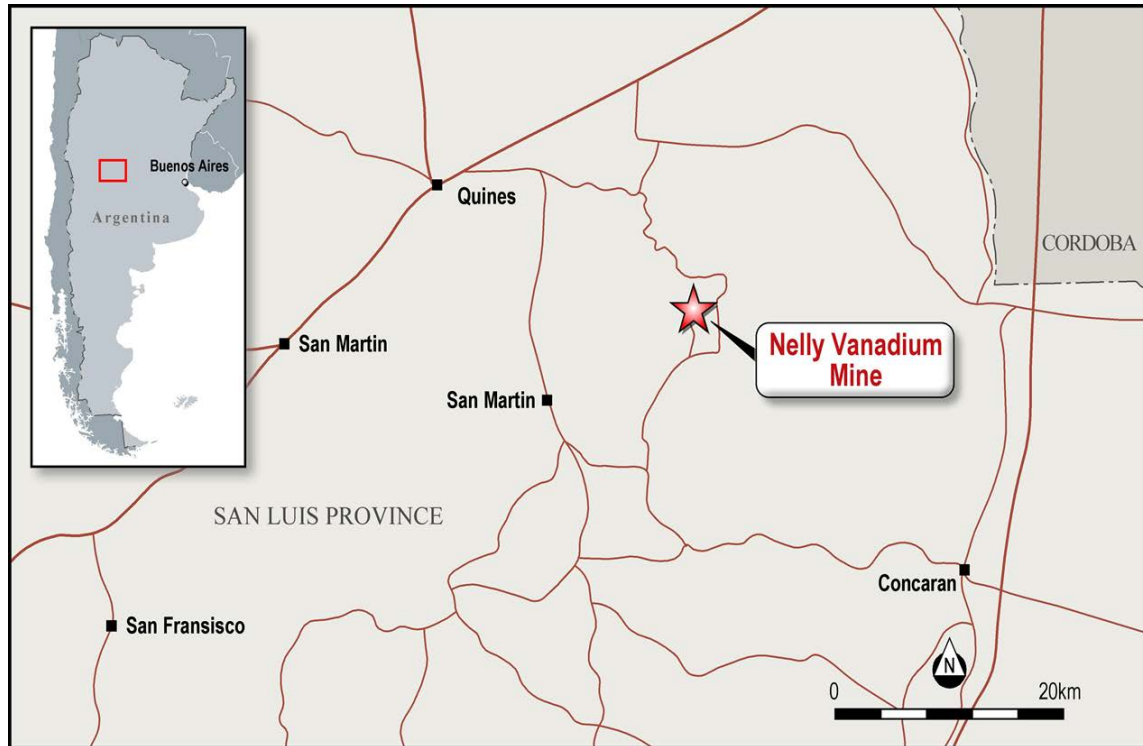 Buenos Aires
Argentina
Quines
CORDOBA
San Martin
Nelly Vanadium
Mine
San Martin
SAN LUIS PROVINCE
Concaran
San Fransisco
N
0 20km